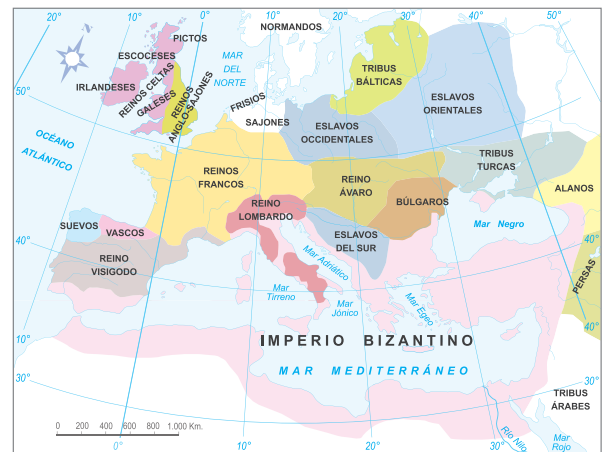 20°
10°
0°
10°
20°
30°
40°
PICTOS
NORMANDOS
ESCOCESES
MAR
DEL
NORTE
TRIBUS
BÁLTICAS
IRLANDESES
REINOS CELTAS
GALESES
REINOS
ANGLO-SAJONES
FRISIOS
SAJONES
ESLAVOS
OCCIDENTALES
ESLAVOS
ORIENTALES
50°
50°
OCÉANO
ATLÁNTICO
REINOS
FRANCOS
REINO
ÁVARO
TRIBUS
TURCAS
ALANOS
REINO
LOMBARDO
BÚLGAROS
SUEVOS
VASCOS
ESLAVOS
DEL SUR
Mar Negro
40°
40°
REINO
VISIGODO
Mar Adriático
Mar
Tirreno
Mar
Jónico
Mar Egeo
PERSAS
40°
10°
IMPERIO BIZANTINO
MAR MEDITERRÁNEO
30°
30°
TRIBUS
ÁRABES
Río Nilo
Mar
Rojo
0 200 400 600 800 1.000 Km.
0°
10°
20°
30°